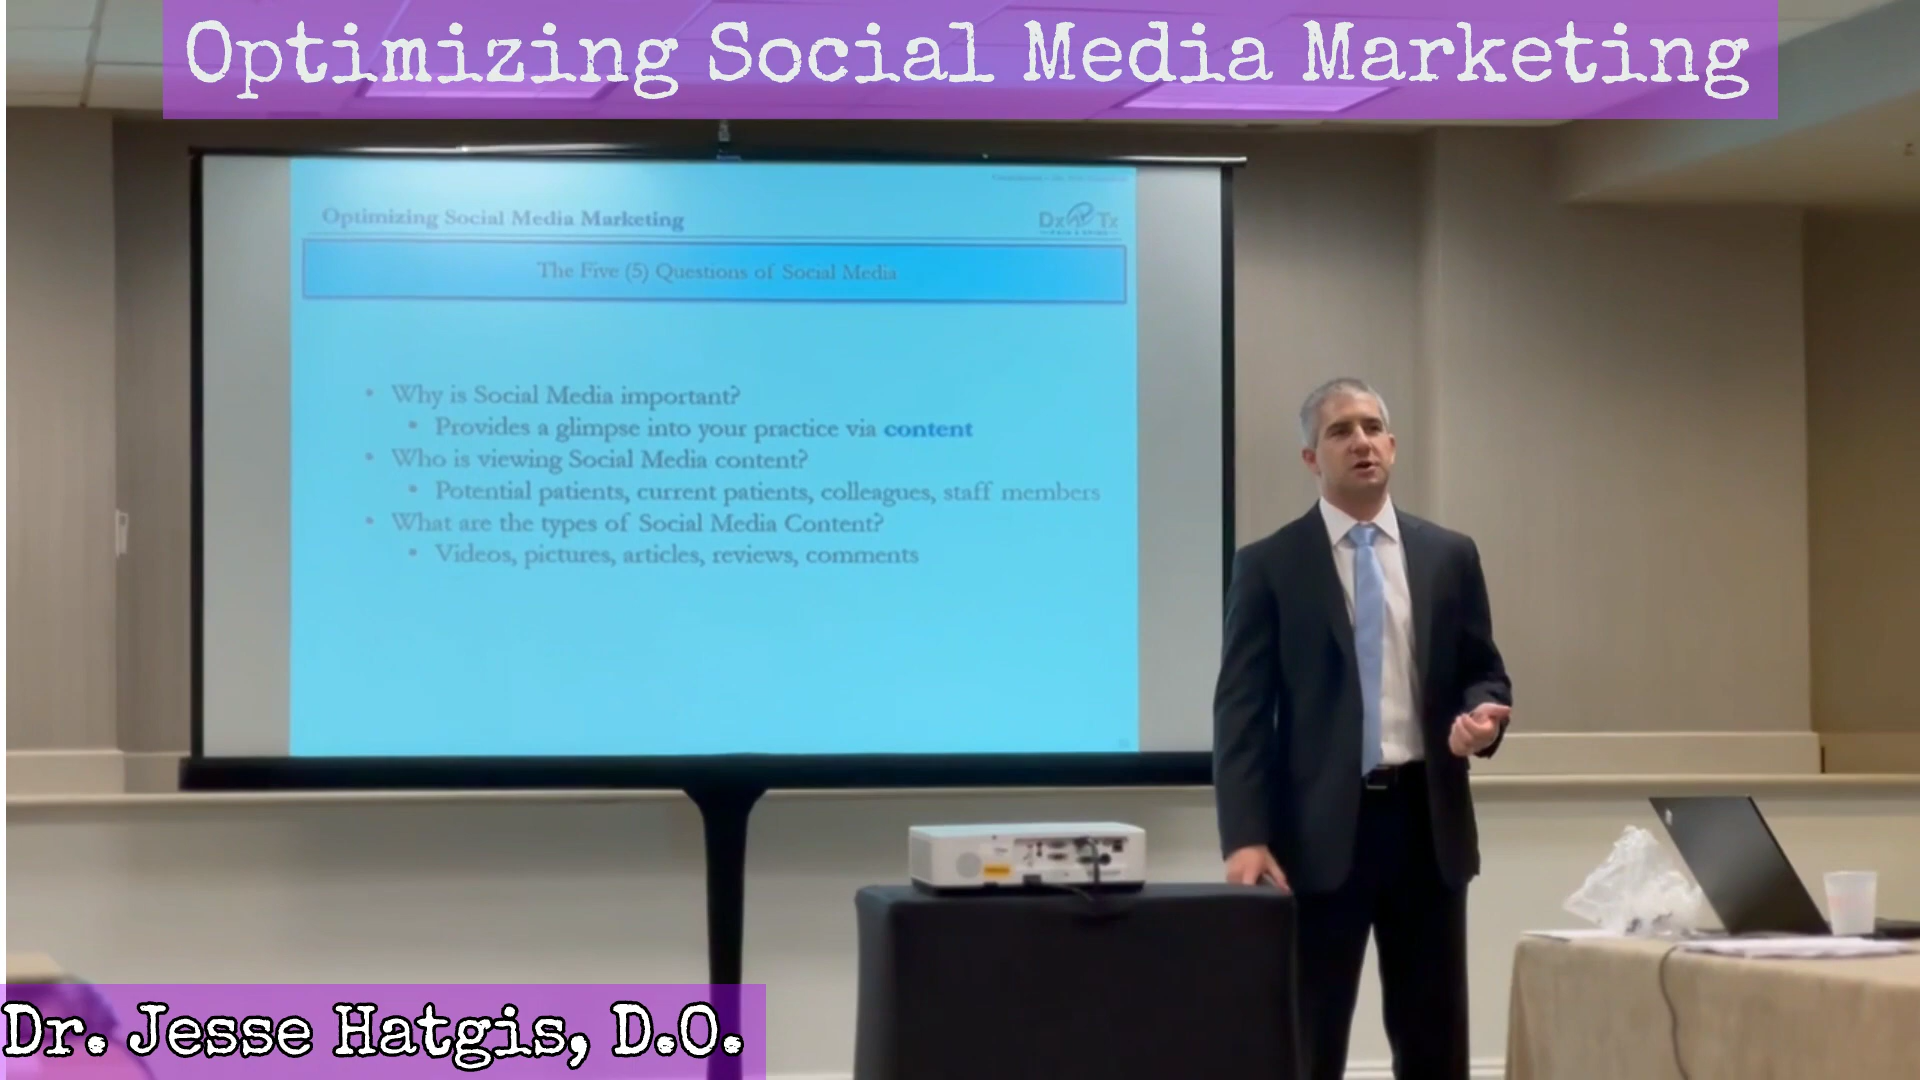 Optimizing Social Media Marketing
Optimizing Social Media Marketing
Dx Tx
The Five (5) Questions of Social Media
• Why is Social Media important?
• Provides a glimpse into your practice via content
• Who is viewing Social Media content?
• Potential patients, current patients, colleagues, staff members
• What are the types of Social Media Content?
• Videos, pictures, articles, reviews, comments
Dr. Jesse Hatgis, D.O.